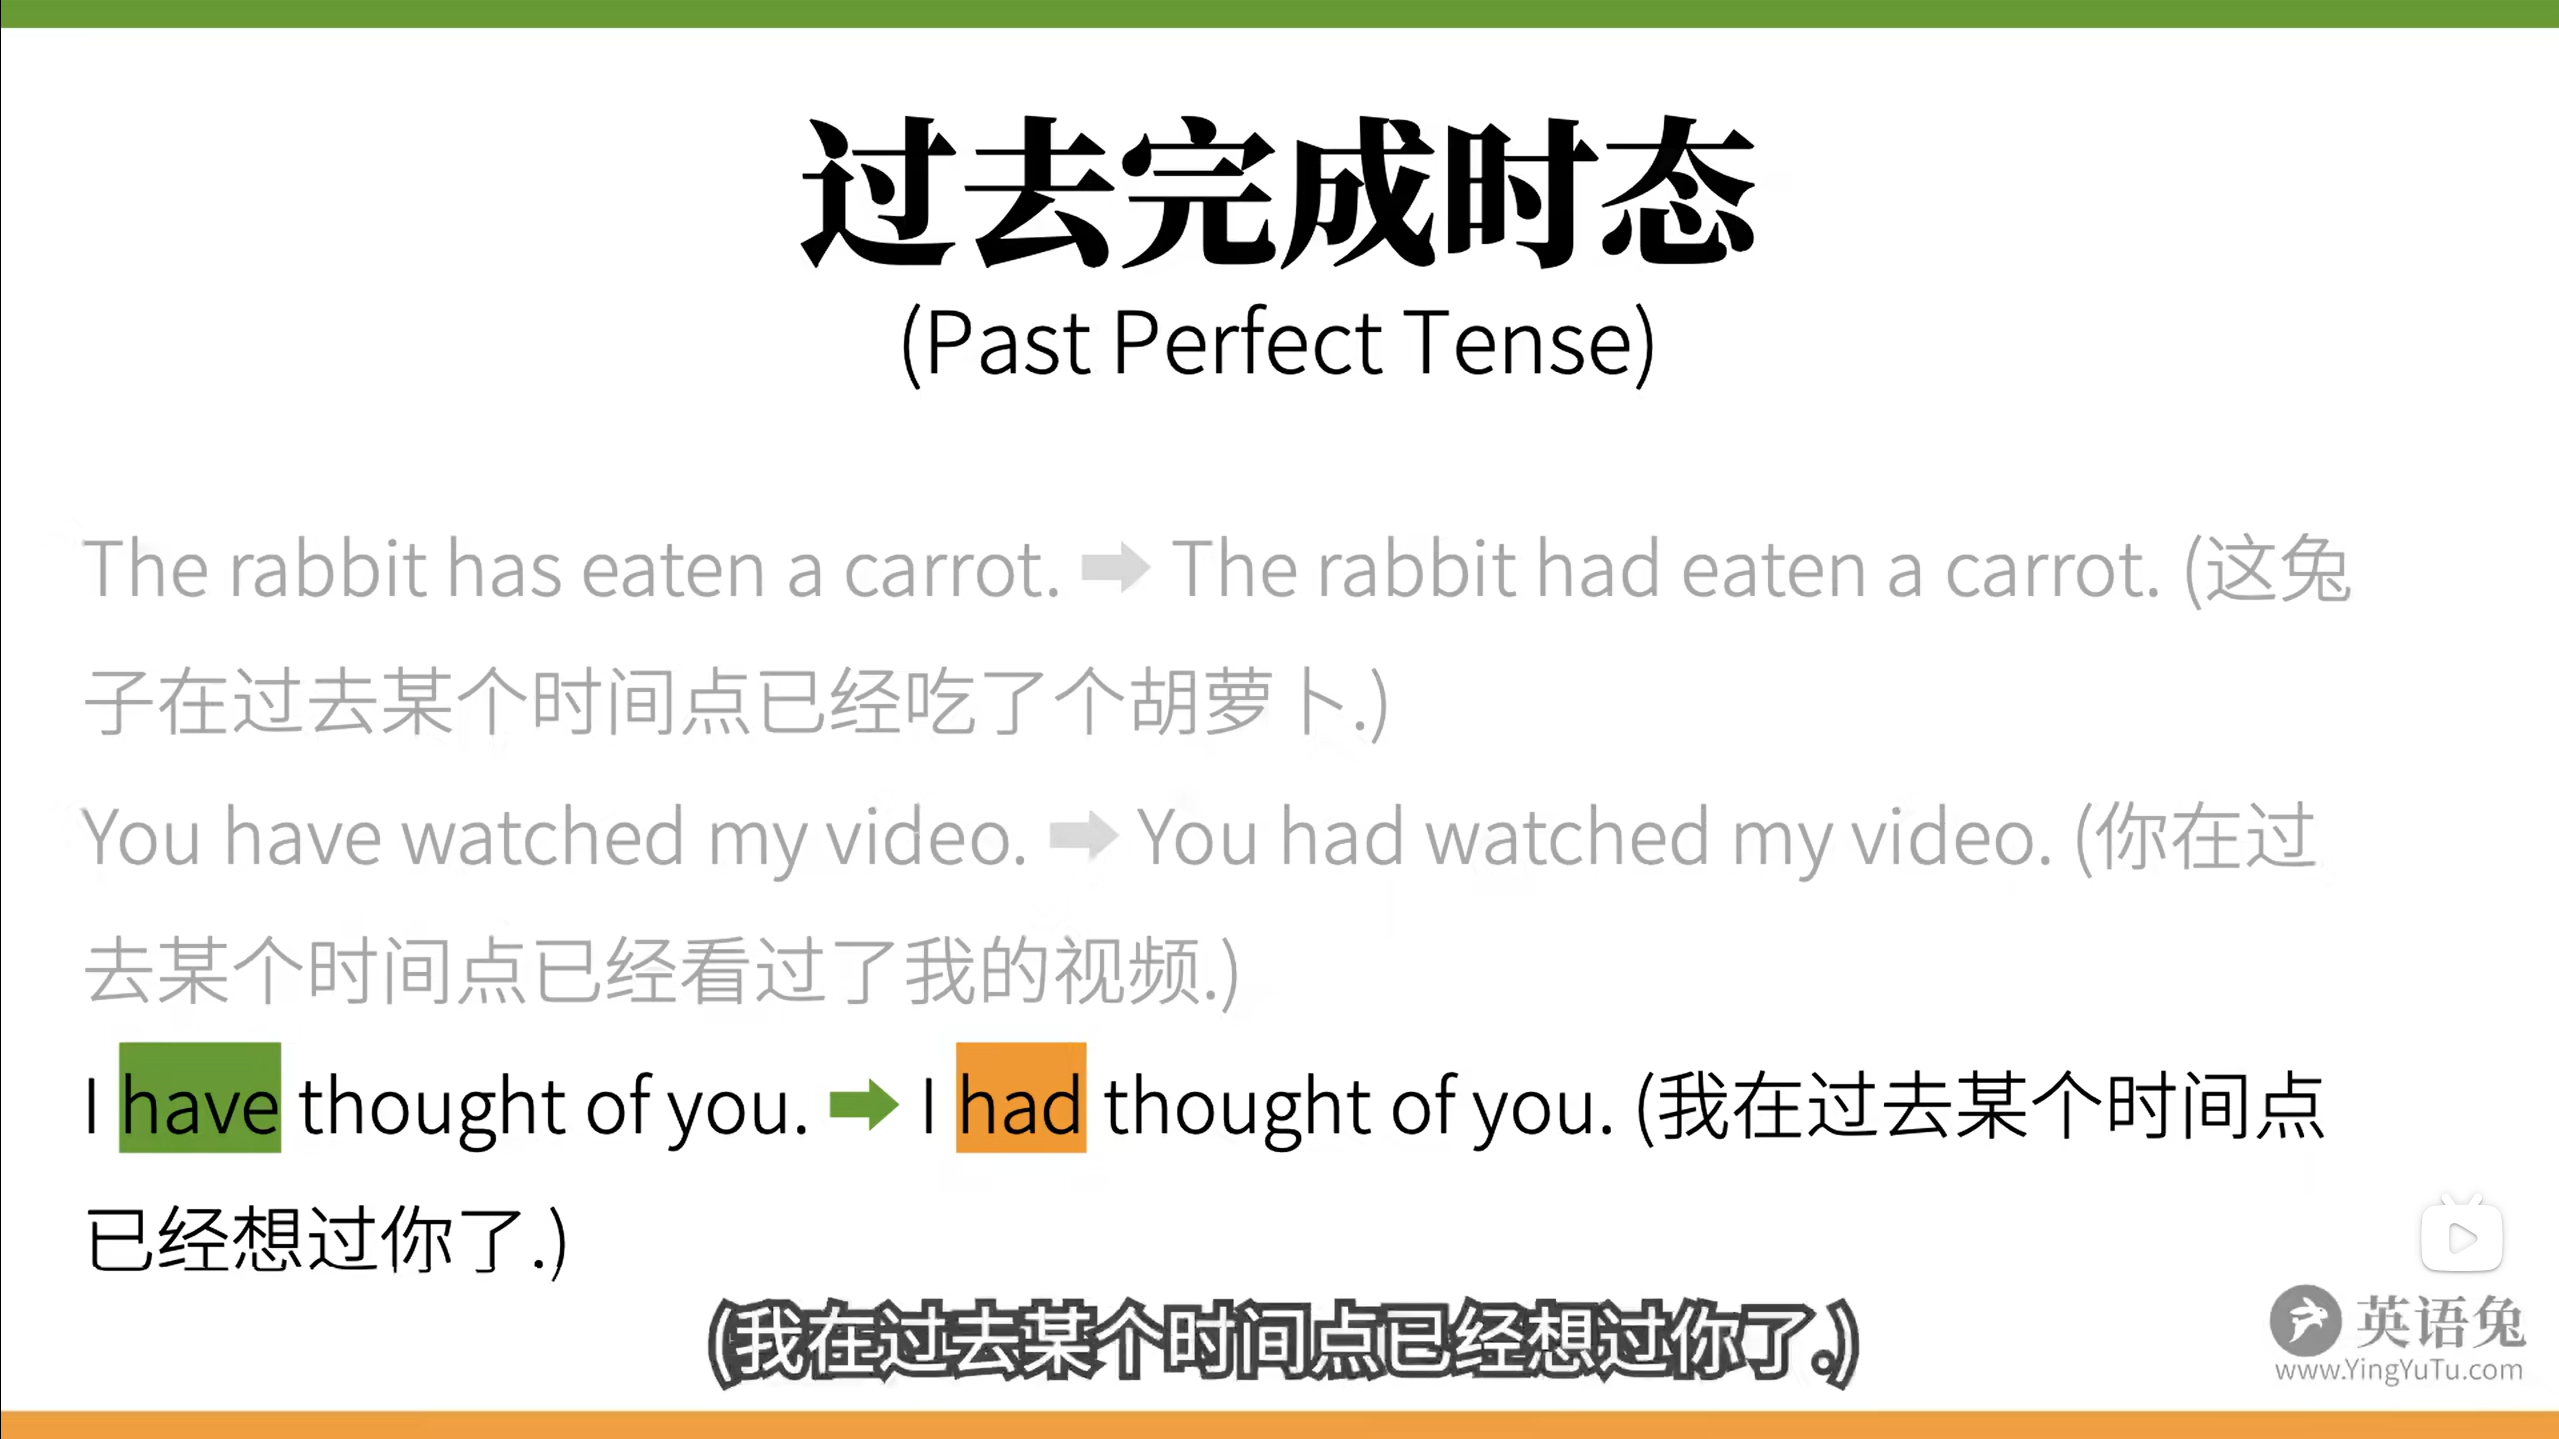 过去完成时态
(Past Perfect Tense)
The rabbit has eaten a carrot. ➡ The rabbit had eaten a carrot. (这兔
子在过去某个时间点已经吃了个胡萝卜.)
You have watched my video. ➡ You had watched my video. (你在过
去某个时间点已经看过了我的视频.)
I have thought of you. ➡ I had thought of you. (我在过去某个时间点
已经想过你了.)
(我在过去某个时间点已经想过你了。)
英语兔
www.YingYuTu.com